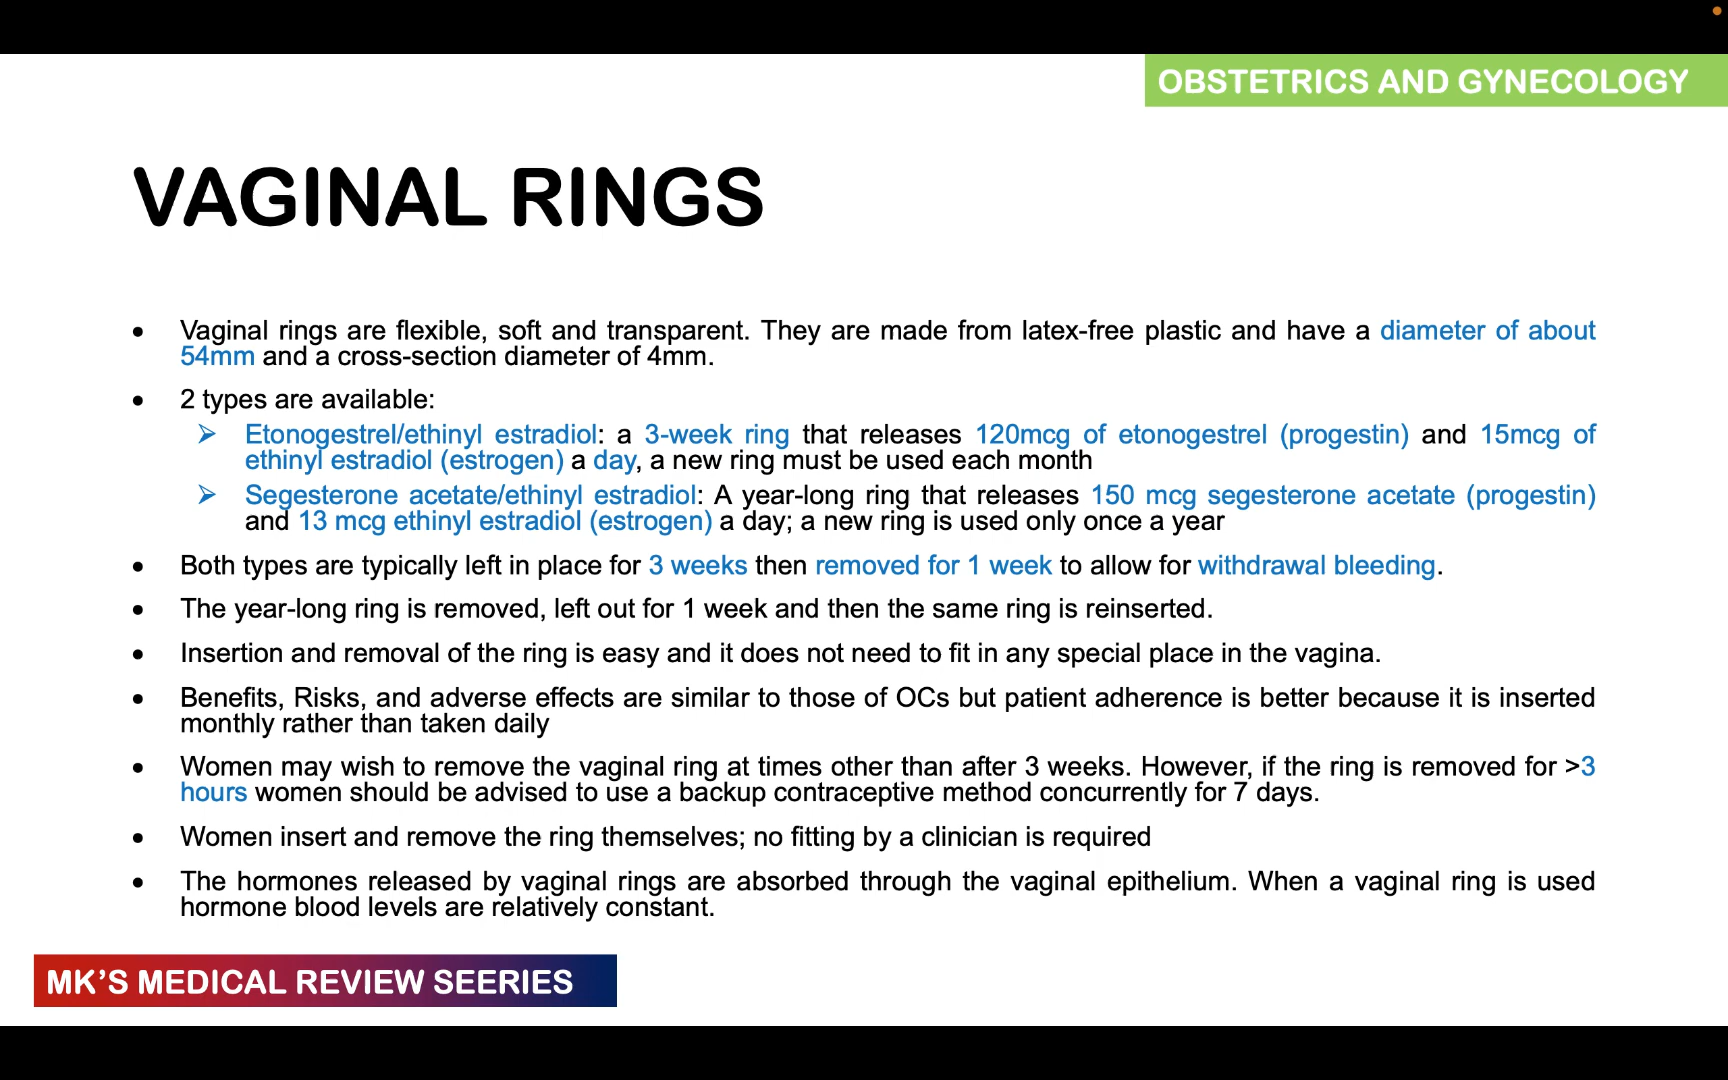 OBSTETRICS AND GYNECOLOGY
VAGINAL RINGS
• Vaginal rings are flexible, soft and transparent. They are made from latex-free plastic and have a diameter of about
54mm and a cross-section diameter of 4mm.
• 2 types are available:
➢ Etonogestrel/ethinyl estradiol: a 3-week ring that releases 120mcg of etonogestrel (progestin) and 15mcg of
ethinyl estradiol (estrogen) a day, a new ring must be used each month
➢ Segesterone acetate/ethinyl estradiol: A year-long ring that releases 150 mcg segesterone acetate (progestin)
and 13 mcg ethinyl estradiol (estrogen) a day; a new ring is used only once a year
• Both types are typically left in place for 3 weeks then removed for 1 week to allow for withdrawal bleeding.
• The year-long ring is removed, left out for 1 week and then the same ring is reinserted.
• Insertion and removal of the ring is easy and it does not need to fit in any special place in the vagina.
• Benefits, Risks, and adverse effects are similar to those of OCs but patient adherence is better because it is inserted
monthly rather than taken daily
• Women may wish to remove the vaginal ring at times other than after 3 weeks. However, if the ring is removed for >3
hours women should be advised to use a backup contraceptive method concurrently for 7 days.
• Women insert and remove the ring themselves; no fitting by a clinician is required
• The hormones released by vaginal rings are absorbed through the vaginal epithelium. When a vaginal ring is used
hormone blood levels are relatively constant.
MK'S MEDICAL REVIEW SEERIES